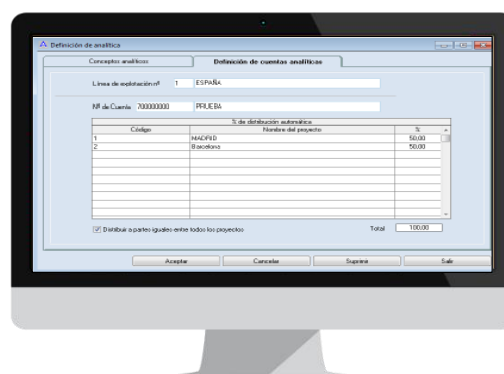 Definición de analítica
Conceptos analíticos Definición de cuentas analíticas
Línea de explotación nº 1 ESPAÑA
Nº de Cuenta 700000000 PRUEBA
% de distribución automática
Código Nombre del proyecto %
1 MADRID 50,00
2 Barcelona 50,00
Distribuir a partes iguales entre todos los proyectos Total 100,00
Aceptar Cancelar Suprimir Salir